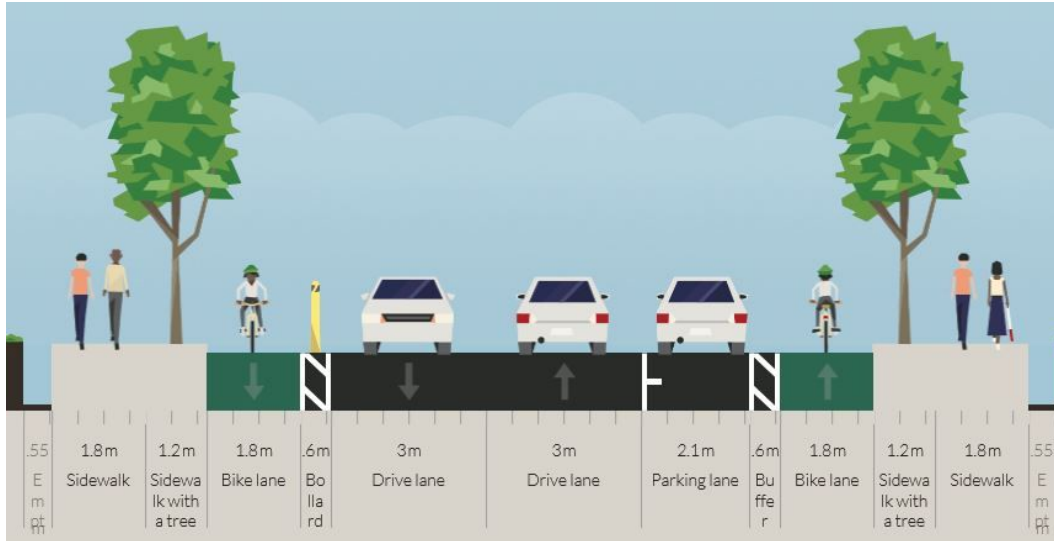 .55
E
m
pt
1.8m
Sidewalk
1.2m
Sidewa
lk with
a tree
1.8m
Bike lane
.6m
Bo
lla
rd
3m
Drive lane
3m
Drive lane
2.1m
Parking lane
.6m
Bu
ffe
r
1.8m
Bike lane
1.2m
Sidewa
lk with
a tree
1.8m
Sidewalk
.55
E
m
pt